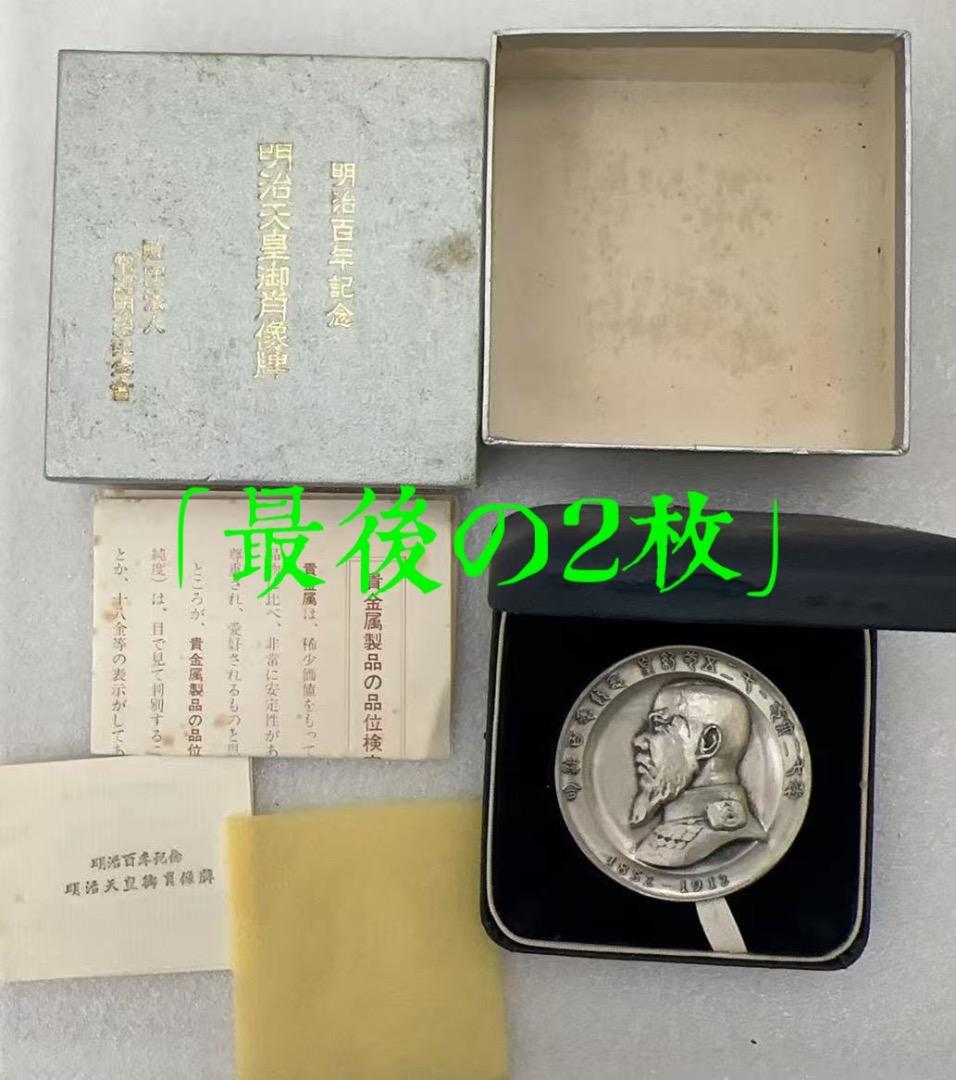 明治百年記念
明治天皇御肖像牌
「最後の2枚」
貴金属製品の品位検
貴金属は、稀少価値をもって
比べ、非常に安定性があ
尊重され、愛好されるものと思
ところが、貴金属製品の品位
純度）は、目で見て判別するこ
とか、十八金等の表示がしてあ
明治百年記念
明治天皇御肖像牌
1852-1912